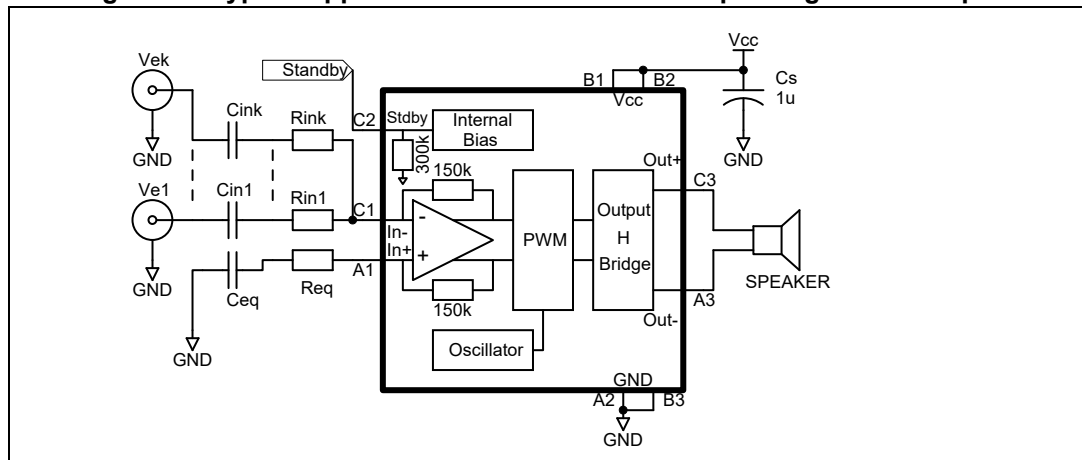 Vek
GND
Cink
Rink
Ve1
GND
Cin1
Rin1
Ceq
Req
GND
Standby
C2
C1
A1
Stdby
300k
Internal
Bias
150k
In-
In+
-
+
150k
PWM
Oscillator
Output
H
Bridge
B1
B2
Vcc
Vcc
Cs
1u
GND
Out+
C3
SPEAKER
A3
Out-
GND
A2
B3
GND